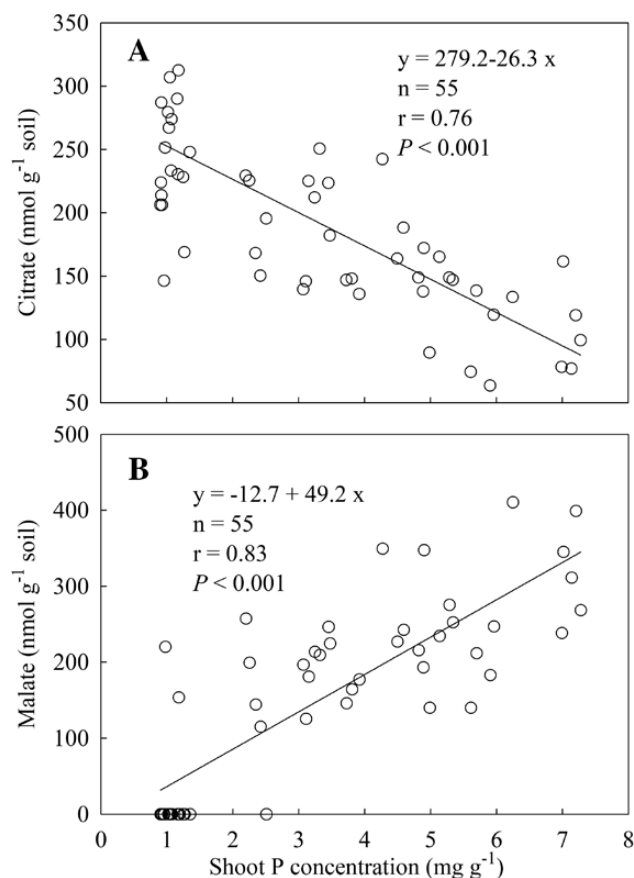 A
y = 279.2-26.3 x
n = 55
r = 0.76
P < 0.001
Citrate (nmol g⁻¹ soil)
350
300
250
200
150
100
50
B
y = -12.7 + 49.2 x
n = 55
r = 0.83
P < 0.001
Malate (nmol g⁻¹ soil)
500
400
300
200
100
0
0 1 2 3 4 5 6 7 8
Shoot P concentration (mg g⁻¹)